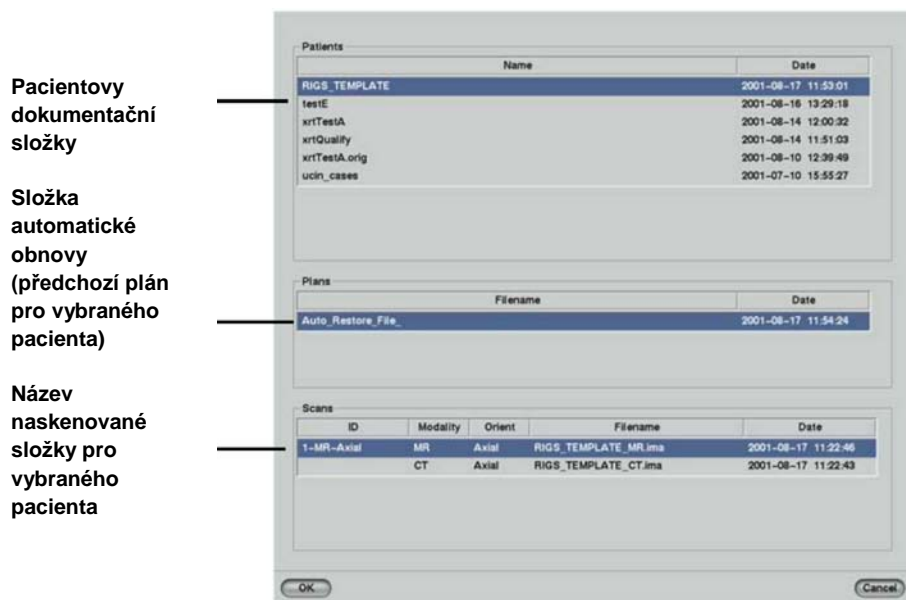 Pacientovy
dokumentační
složky
Složka
automatické
obnovy
(předchozí plán
pro vybraného
pacienta)
Název
naskenované
složky pro
vybraného
pacienta
Patients
Name Date
RIGS_TEMPLATE 2001-08-17 11:53:01
testE 2001-08-16 13:29:18
xrtTestA 2001-08-14 12:00:32
xrtQualify 2001-08-14 11:51:03
xrtTestA.orig 2001-08-10 12:39:49
ucin_cases 2001-07-10 15:55:27
Plans
Filename Date
Auto_Restore_File_ 2001-08-17 11:54:24
Scans
ID Modality Orient Filename Date
1-MR-Axial MR Axial RIGS_TEMPLATE_MR.ima 2001-08-17 11:22:46
CT Axial RIGS_TEMPLATE_CT.ima 2001-08-17 11:22:43
OK Cancel